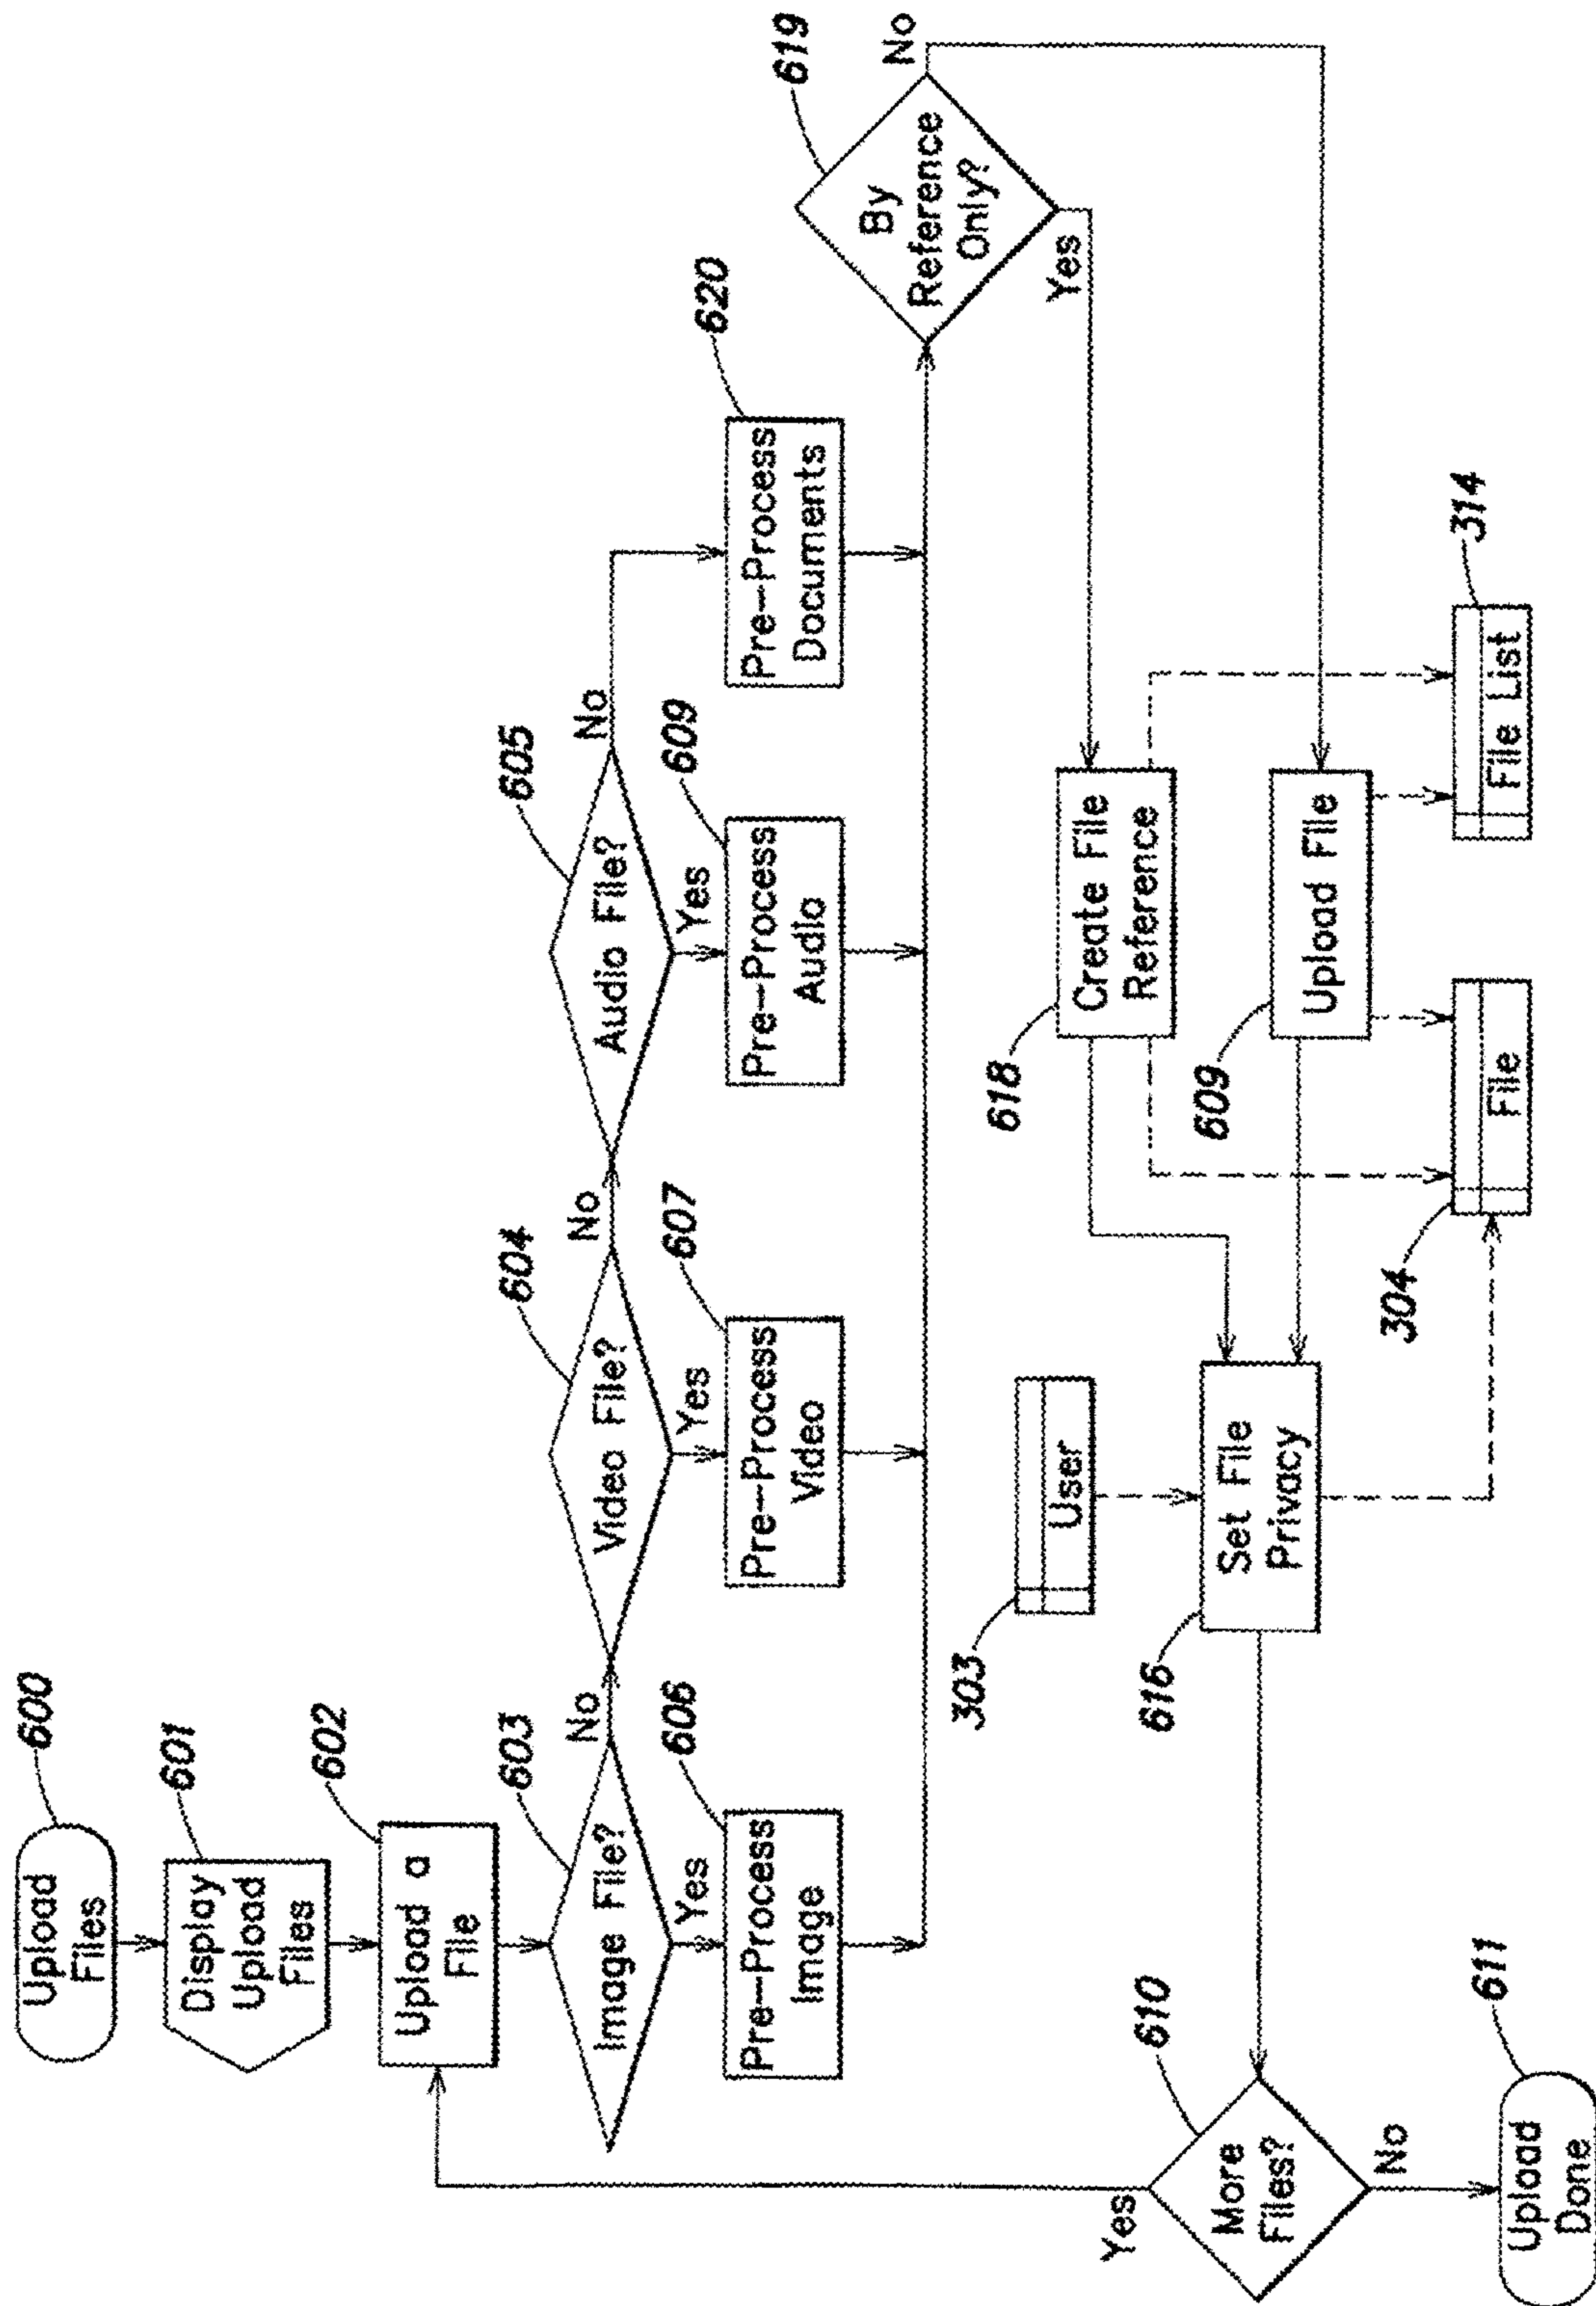 Upload
Files
600
Display
Upload
Files
601
Upload a
File
602
Image File?
603
No
Yes
Video File?
604
No
Yes
Audio File?
605
No
Yes
Pre-Process
Image
606
Pre-Process
Video
607
Pre-Process
Audio
609
Pre-Process
Documents
620
By
Reference
Only?
619
No
Yes
User
303
Create File
Reference
618
Set File
Privacy
616
Upload File
609
More
Files?
610
Yes
No
Upload
Done
611
File
304
File List
314